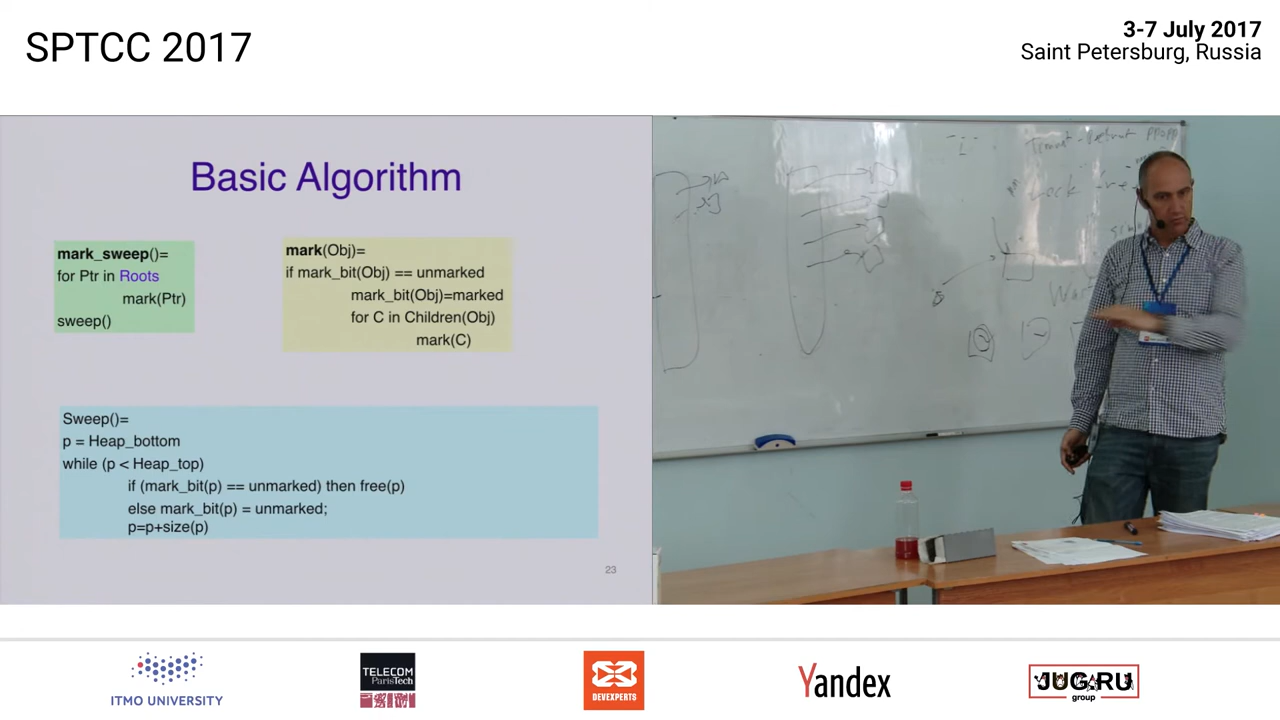 SPTCC 2017
3-7 July 2017
Saint Petersburg, Russia
Basic Algorithm
mark_sweep()=
for Ptr in Roots
mark(Ptr)
sweep()
mark(Obj)=
if mark_bit(Obj) == unmarked
mark_bit(Obj)=marked
for C in Children(Obj)
mark(C)
Sweep()=
p = Heap_bottom
while (p < Heap_top)
if (mark_bit(p) == unmarked) then free(p)
else mark_bit(p) = unmarked;
p=p+size(p)
23
Lock
ITMO UNIVERSITY
TELECOM
ParisTech
DEVEXPERTS
Yandex
JUG.RU
group